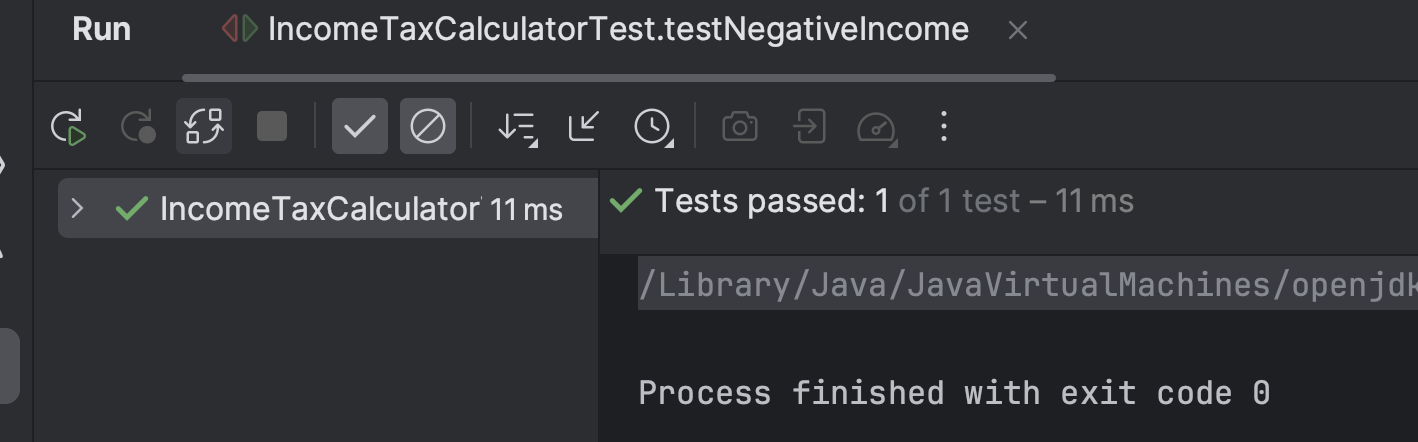 Run IncomeTaxCalculatorTest.testNegativeIncome
IncomeTaxCalculator 11 ms
Tests passed: 1 of 1 test – 11 ms
/Library/Java/JavaVirtualMachines/openjdk
Process finished with exit code 0